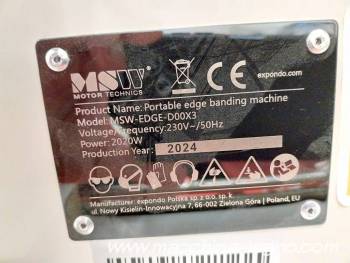 MSW
MOTOR TECHNICS
CE
expondo.com
Product Name: Portable edge banding machine
Model: MSW-EDGE-D00X3
Voltage/Frequency:230V~/50Hz
Power: 2020W
Production Year: 2024
expondo Polska sp. z o.o. sp. k.
ul. Nowy Kisielin-Innowacyjna 7, 66-002 Zielona Góra | Poland, EU